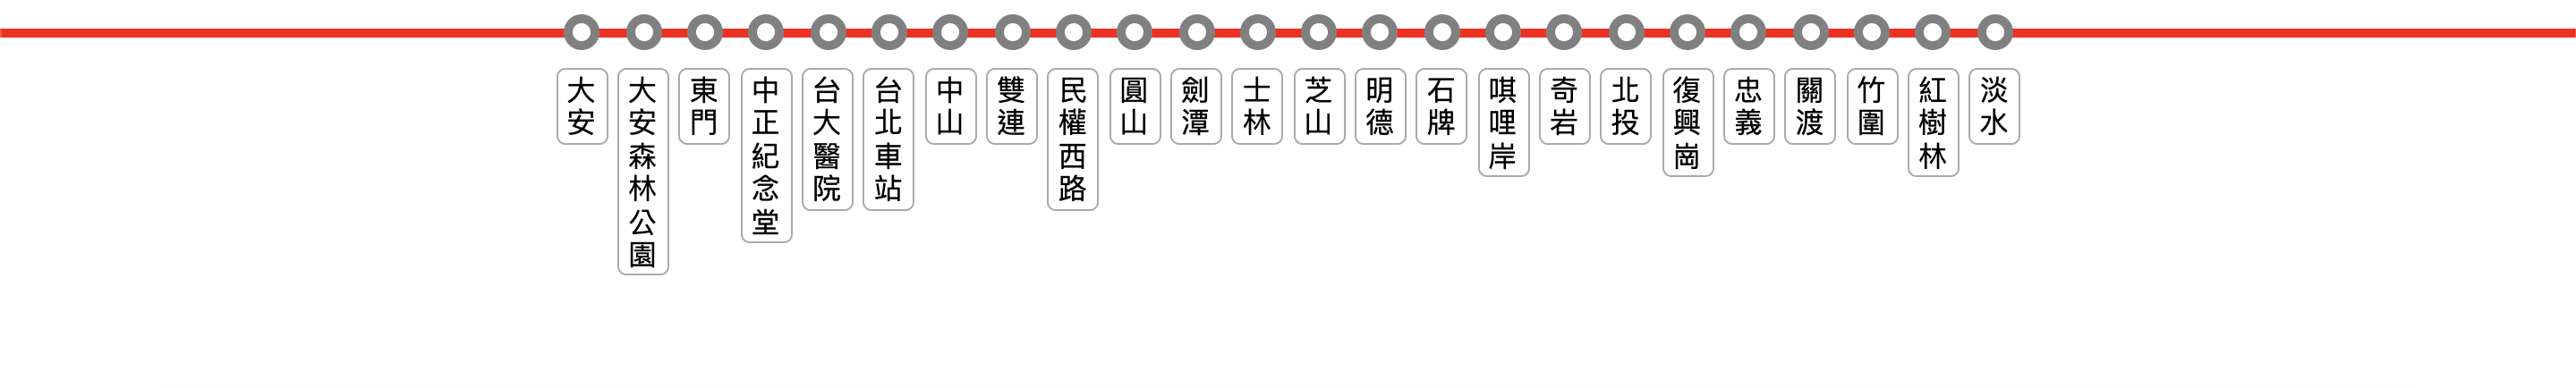 大安
大安森林公園
東門
中正紀念堂
台大醫院
台北車站
中山
雙連
民權西路
圓山
劍潭
士林
芝山
明德
石牌
唭哩岸
奇岩
北投
復興崗
忠義
關渡
竹圍
紅樹林
淡水